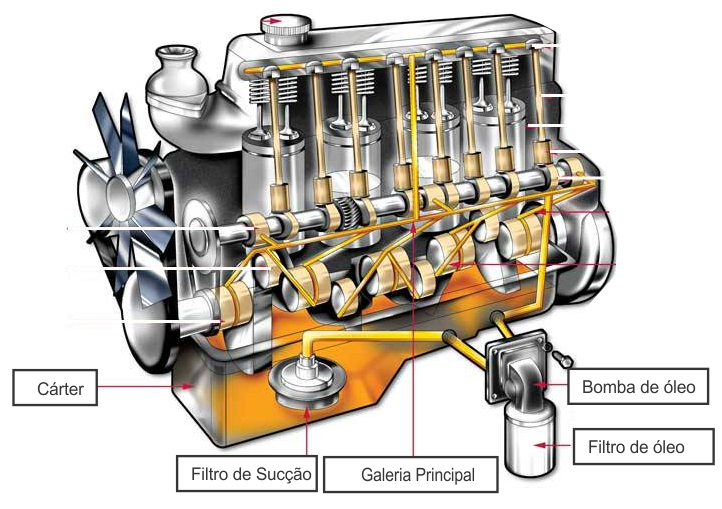 Cárter
Bomba de óleo
Filtro de óleo
Filtro de Sucção
Galeria Principal